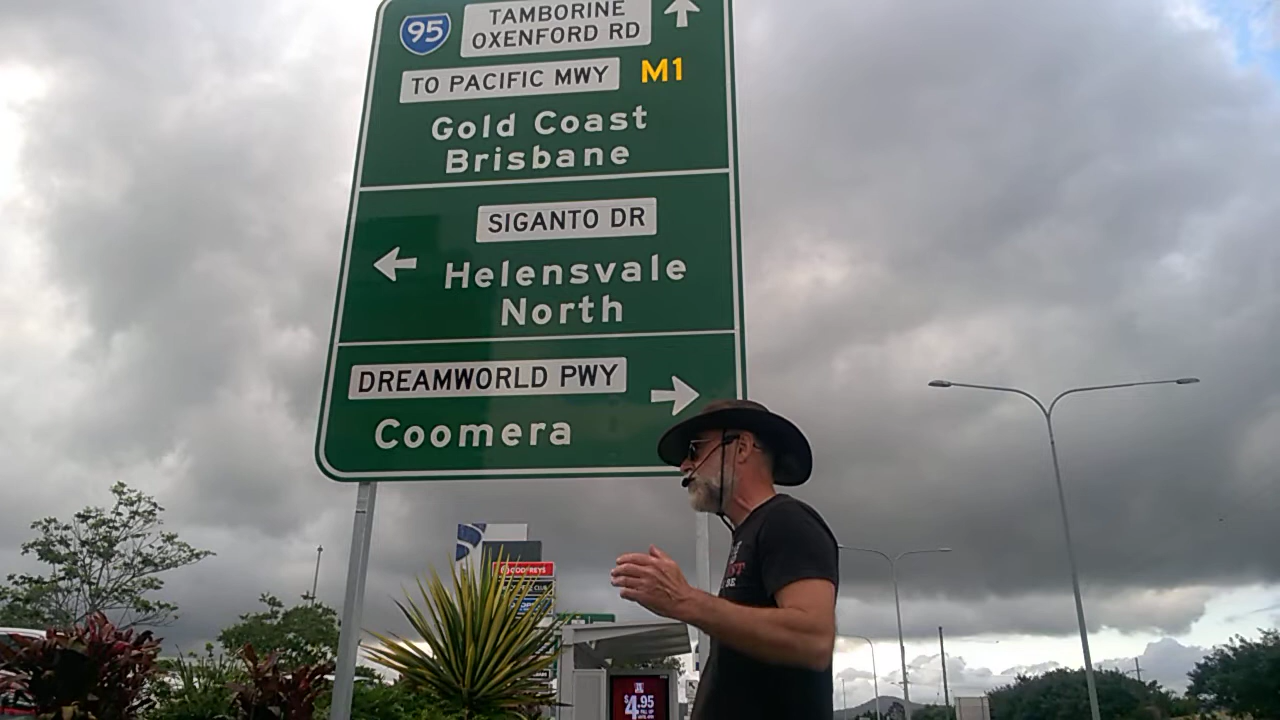 95
TAMBORINE
OXENFORD RD
TO PACIFIC MWY M1
Gold Coast
Brisbane
SIGANTO DR
Helensvale
North
DREAMWORLD PWY
Coomera
GODFREYS
$4.95